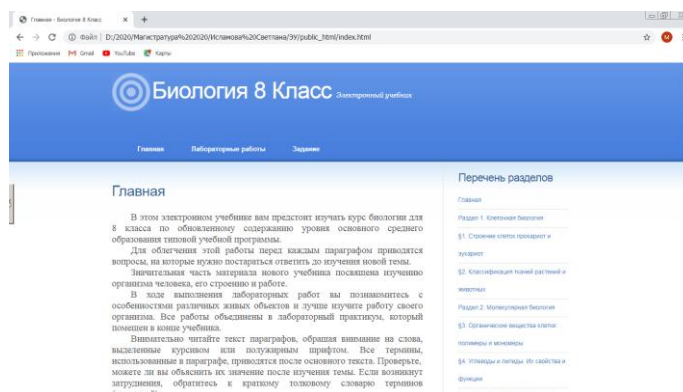 Главная - Биология 8 Класс
Файл | D:/2020/Магистратура%202020/Исламова%20Светлана/ЭУ/public_html/index.html
Приложения Gmail YouTube Карты
Биология 8 Класс Электронный учебник
Главная Лабораторные работы Задание
Главная
В этом электронном учебнике вам предстоит изучать курс биологии для
8 класса по обновленному содержанию уровня основного среднего
образования типовой учебной программы.
Для облегчения этой работы перед каждым параграфом приводятся
вопросы, на которые нужно постараться ответить до изучения новой темы.
Значительная часть материала нового учебника посвящена изучению
организма человека, его строению и работе.
В ходе выполнения лабораторных работ вы познакомитесь с
особенностями различных живых объектов и лучше изучите работу своего
организма. Все работы объединены в лабораторный практикум, который
помещен в конце учебника.
Внимательно читайте текст параграфов, обращая внимание на слова,
выделенные курсивом или полужирным шрифтом. Все термины,
использованные в параграфе, приводятся после основного текста. Проверьте,
можете ли вы объяснить их значение после изучения темы. Если возникнут
затруднения, обратитесь к краткому толковому словарю терминов
Перечень разделов
Главная
Раздел 1. Клеточная биология
§1. Строение клеток прокариот и
эукариот
§2. Классификация тканей растений и
животных
Раздел 2. Молекулярная биология
§3. Органические вещества клеток:
полимеры и мономеры
§4. Углеводы и липиды. Их свойства и
функции